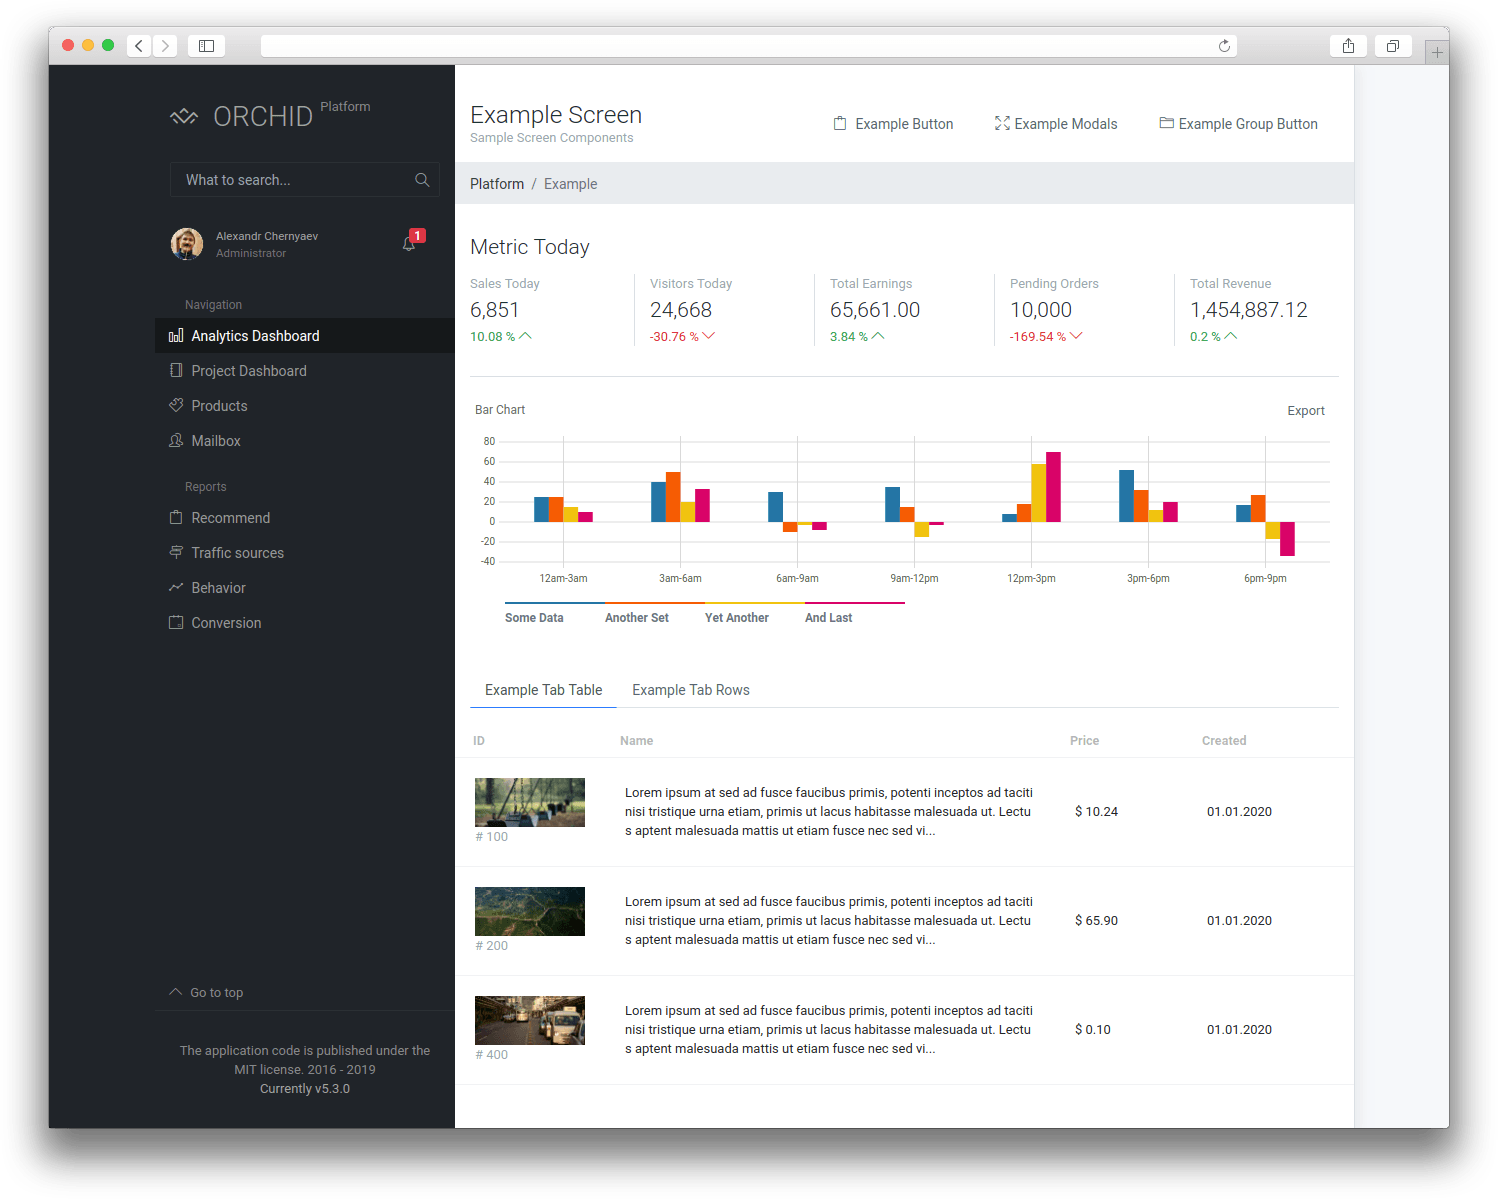 ORCHID Platform
What to search...
Alexandr Chernyaev
Administrator
1
Navigation
Analytics Dashboard
Project Dashboard
Products
Mailbox
Reports
Recommend
Traffic sources
Behavior
Conversion
Go to top
The application code is published under the
MIT license. 2016 - 2019
Currently v5.3.0
Example Screen
Sample Screen Components
Example Button
Example Modals
Example Group Button
Platform / Example
Metric Today
Sales Today
6,851
10.08 %
Visitors Today
24,668
-30.76 %
Total Earnings
65,661.00
3.84 %
Pending Orders
10,000
-169.54 %
Total Revenue
1,454,887.12
0.2 %
Bar Chart
Export
80
60
40
20
0
-20
-40
12am-3am 3am-6am 6am-9am 9am-12pm 12pm-3pm 3pm-6pm 6pm-9pm
Some Data Another Set Yet Another And Last
Example Tab Table Example Tab Rows
ID Name Price Created
Lorem ipsum at sed ad fusce faucibus primis, potenti inceptos ad taciti
nisi tristique urna etiam, primis ut lacus habitasse malesuada ut. Lectu
s aptent malesuada mattis ut etiam fusce nec sed vi...
# 100
$ 10.24
01.01.2020
Lorem ipsum at sed ad fusce faucibus primis, potenti inceptos ad taciti
nisi tristique urna etiam, primis ut lacus habitasse malesuada ut. Lectu
s aptent malesuada mattis ut etiam fusce nec sed vi...
# 200
$ 65.90
01.01.2020
Lorem ipsum at sed ad fusce faucibus primis, potenti inceptos ad taciti
nisi tristique urna etiam, primis ut lacus habitasse malesuada ut. Lectu
s aptent malesuada mattis ut etiam fusce nec sed vi...
# 400
$ 0.10
01.01.2020